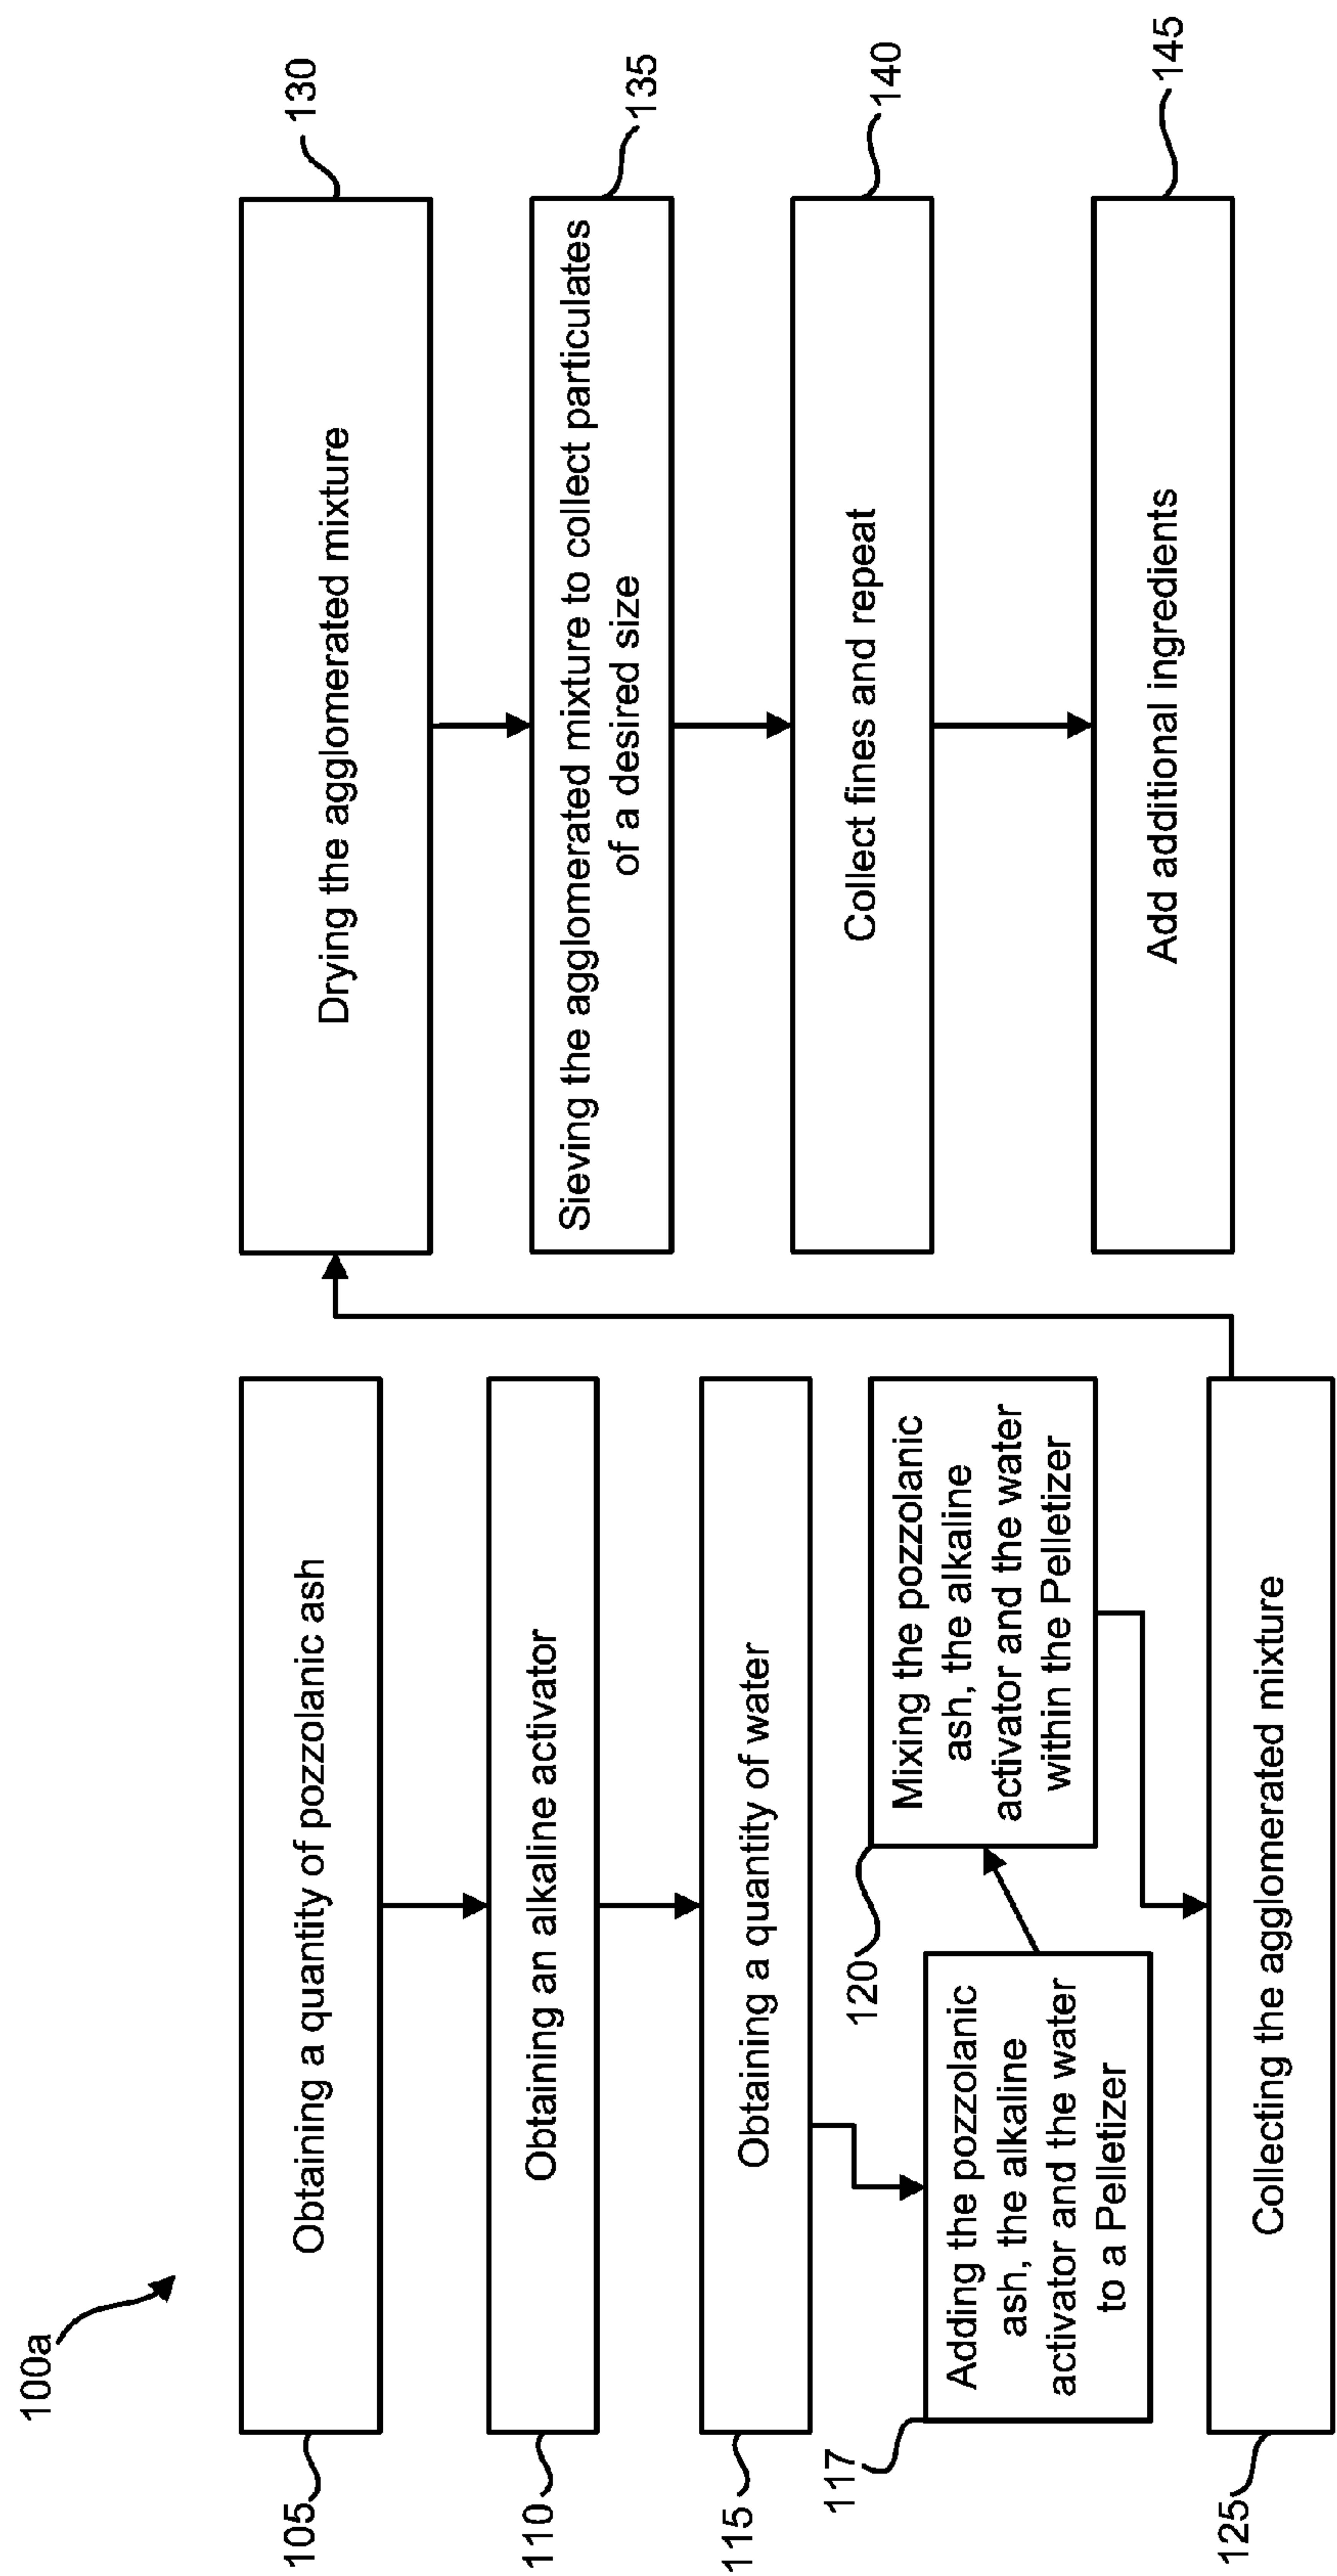 100a
105
Obtaining a quantity of pozzolanic ash
110
Obtaining an alkaline activator
115
Obtaining a quantity of water
117
Adding the pozzolanic
ash, the alkaline
activator and the water
to a Pelletizer
120
Mixing the pozzolanic
ash, the alkaline
activator and the water
within the Pelletizer
125
Collecting the agglomerated mixture
130
Drying the agglomerated mixture
135
Sieving the agglomerated mixture to collect particulates
of a desired size
140
Collect fines and repeat
145
Add additional ingredients